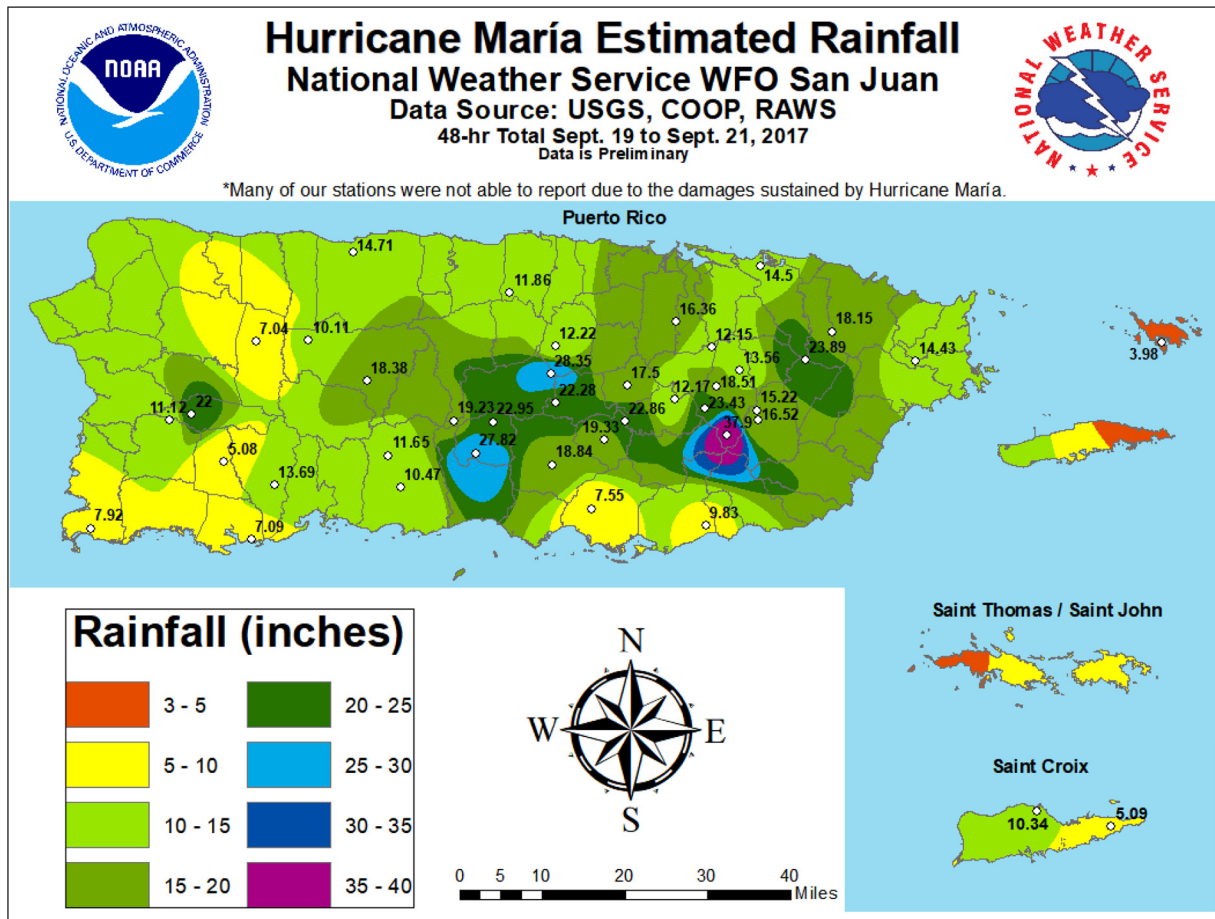 NATIONAL OCEANIC AND ATMOSPHERIC ADMINISTRATION
NOAA
U.S. DEPARTMENT OF COMMERCE
Hurricane María Estimated Rainfall
National Weather Service WFO San Juan
Data Source: USGS, COOP, RAWS
48-hr Total Sept. 19 to Sept. 21, 2017
Data is Preliminary
NATIONAL WEATHER SERVICE
*Many of our stations were not able to report due to the damages sustained by Hurricane María.
Puerto Rico
14.71
14.5
11.86
16.36
18.15
7.04
10.11
12.22
12.15
23.89
14.43
3.98
28.35
13.56
18.38
17.5
18.51
22.28
12.17
11.12
22
19.23
22.95
22.86
23.43
15.22
16.52
37.9
19.33
11.65
27.82
5.08
18.84
13.69
10.47
7.55
9.83
7.92
7.09
Rainfall (inches)
3 - 5
20 - 25
5 - 10
25 - 30
10 - 15
30 - 35
15 - 20
35 - 40
N
W
E
S
0 5 10 20 30 40
Miles
Saint Thomas / Saint John
Saint Croix
10.34
5.09